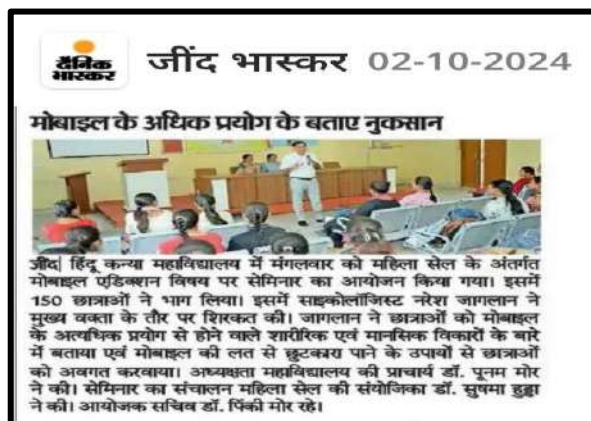 दैनिक
भास्कर
जींद भास्कर 02-10-2024
मोबाइल के अधिक प्रयोग के बताए नुकसान
जींद| हिंदू कन्या महाविद्यालय में मंगलवार को महिला सेल के अंतर्गत
मोबाइल एडिक्शन विषय पर सेमिनार का आयोजन किया गया। इसमें
150 छात्राओं ने भाग लिया। इसमें साइकोलॉजिस्ट नरेश जागलान ने
मुख्य वक्ता के तौर पर शिरकत की। जागलान ने छात्राओं को मोबाइल
के अत्यधिक प्रयोग से होने वाले शारीरिक एवं मानसिक विकारों के बारे
में बताया एवं मोबाइल की लत से छुटकारा पाने के उपायों से छात्राओं
को अवगत करवाया। अध्यक्षता महाविद्यालय की प्राचार्य डॉ. पूनम मोर
ने की। सेमिनार का संचालन महिला सेल की संयोजिका डॉ. सुषमा हुड्डा
ने की। आयोजक सचिव डॉ. पिंकी मोर रहे।